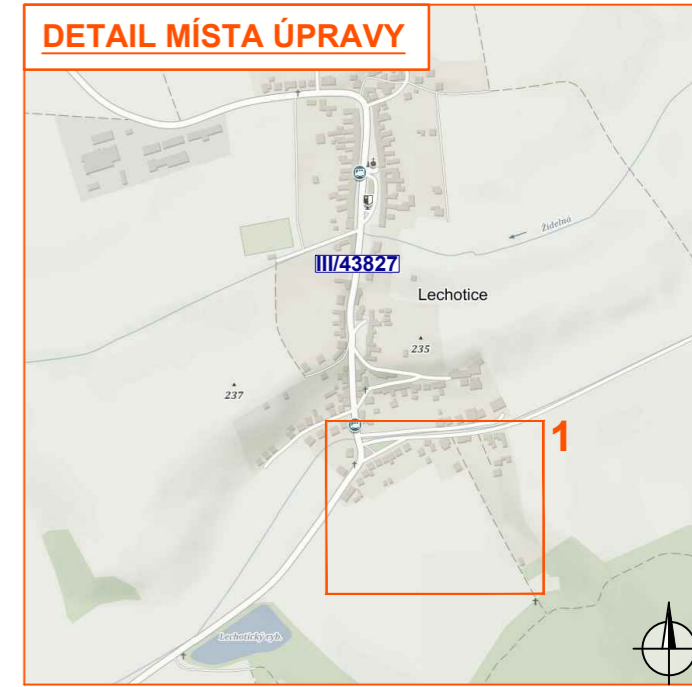 DETAIL MÍSTA ÚPRAVY
Židelná
III/43827
Lechotice
235
237
1
Lechotický ryb.